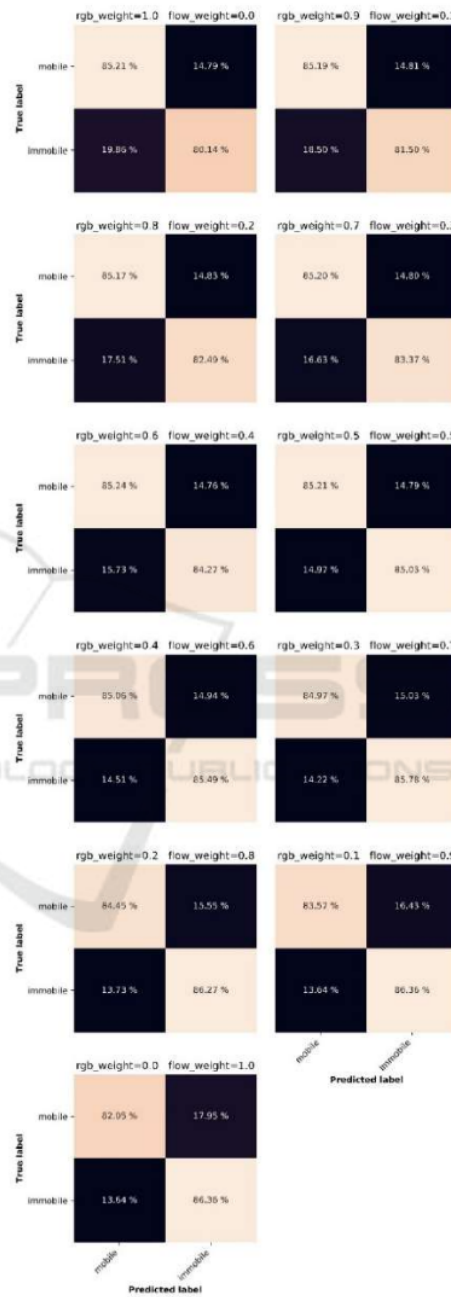 rgb_weight=1.0 flow_weight=0.0
True label
mobile
85.21 % 14.79 %
immobile
19.86 % 80.14 %
rgb_weight=0.9 flow_weight=0.1
85.19 % 14.81 %
18.50 % 81.50 %
rgb_weight=0.8 flow_weight=0.2
True label
mobile
85.17 % 14.83 %
immobile
17.51 % 82.49 %
rgb_weight=0.7 flow_weight=0.3
85.20 % 14.80 %
16.63 % 83.37 %
rgb_weight=0.6 flow_weight=0.4
True label
mobile
85.24 % 14.76 %
immobile
15.73 % 84.27 %
rgb_weight=0.5 flow_weight=0.5
85.21 % 14.79 %
14.97 % 85.03 %
rgb_weight=0.4 flow_weight=0.6
True label
mobile
85.06 % 14.94 %
immobile
14.51 % 85.49 %
rgb_weight=0.3 flow_weight=0.7
84.97 % 15.03 %
14.22 % 85.78 %
rgb_weight=0.2 flow_weight=0.8
True label
mobile
84.45 % 15.55 %
immobile
13.73 % 86.27 %
rgb_weight=0.1 flow_weight=0.9
83.57 % 16.43 %
13.64 % 86.36 %
mobile
immobile
Predicted label
rgb_weight=0.0 flow_weight=1.0
True label
mobile
82.05 % 17.95 %
immobile
13.64 % 86.36 %
mobile
immobile
Predicted label